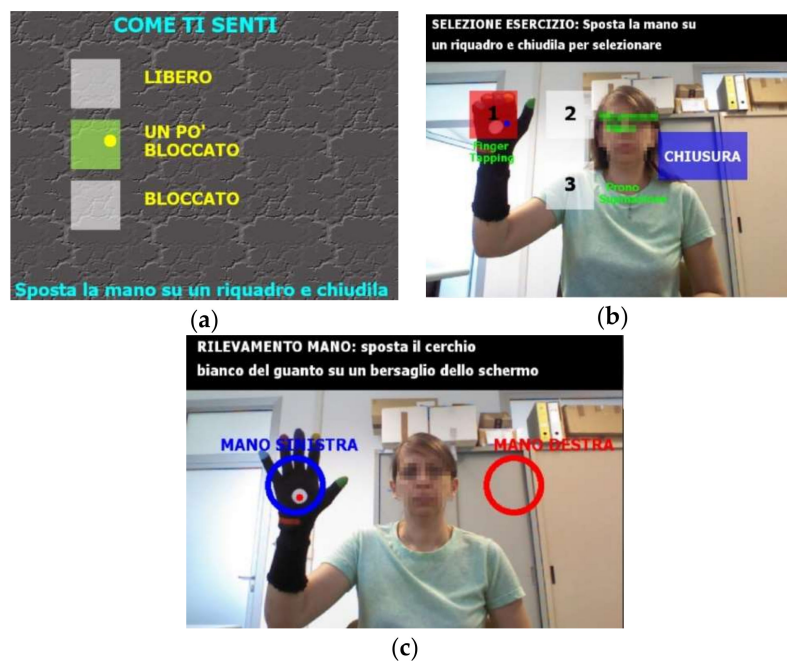 COME TI SENTI
LIBERO
UN PO'
BLOCCATO
BLOCCATO
Sposta la mano su un riquadro e chiudila
(a)
SELEZIONE ESERCIZIO: Sposta la mano su
un riquadro e chiudila per selezionare
1
2
Finger
Tapping
CHIUSURA
3
Prono
(b)
RILEVAMENTO MANO: sposta il cerchio
bianco del guanto su un bersaglio dello schermo
MANO SINISTRA
MANO DESTRA
(c)